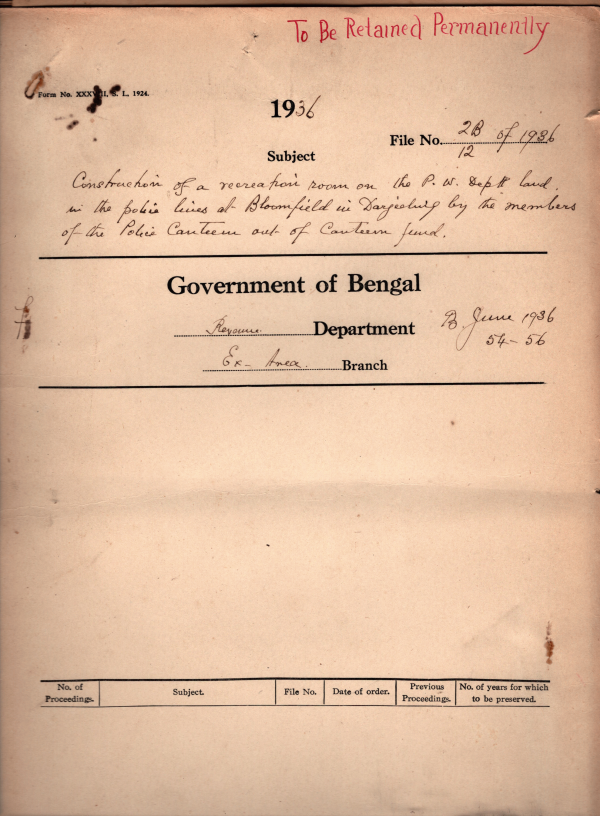 To Be Retained Permanently
Form No. XXXVIII, S. L, 1924.
1936
File No. 2B/12 of 1936
Subject
Construction of a recreation room on the P. W. Deptt land
in the police lines at Bloomfield in Darjeeling by the members
of the Police Canteen out of Canteen fund.
Government of Bengal
Revenue Department
B. June 1936
54-56
Ex-Area Branch
No. of Proceedings.
Subject.
File No.
Date of order.
Previous Proceedings.
No. of years for which to be preserved.